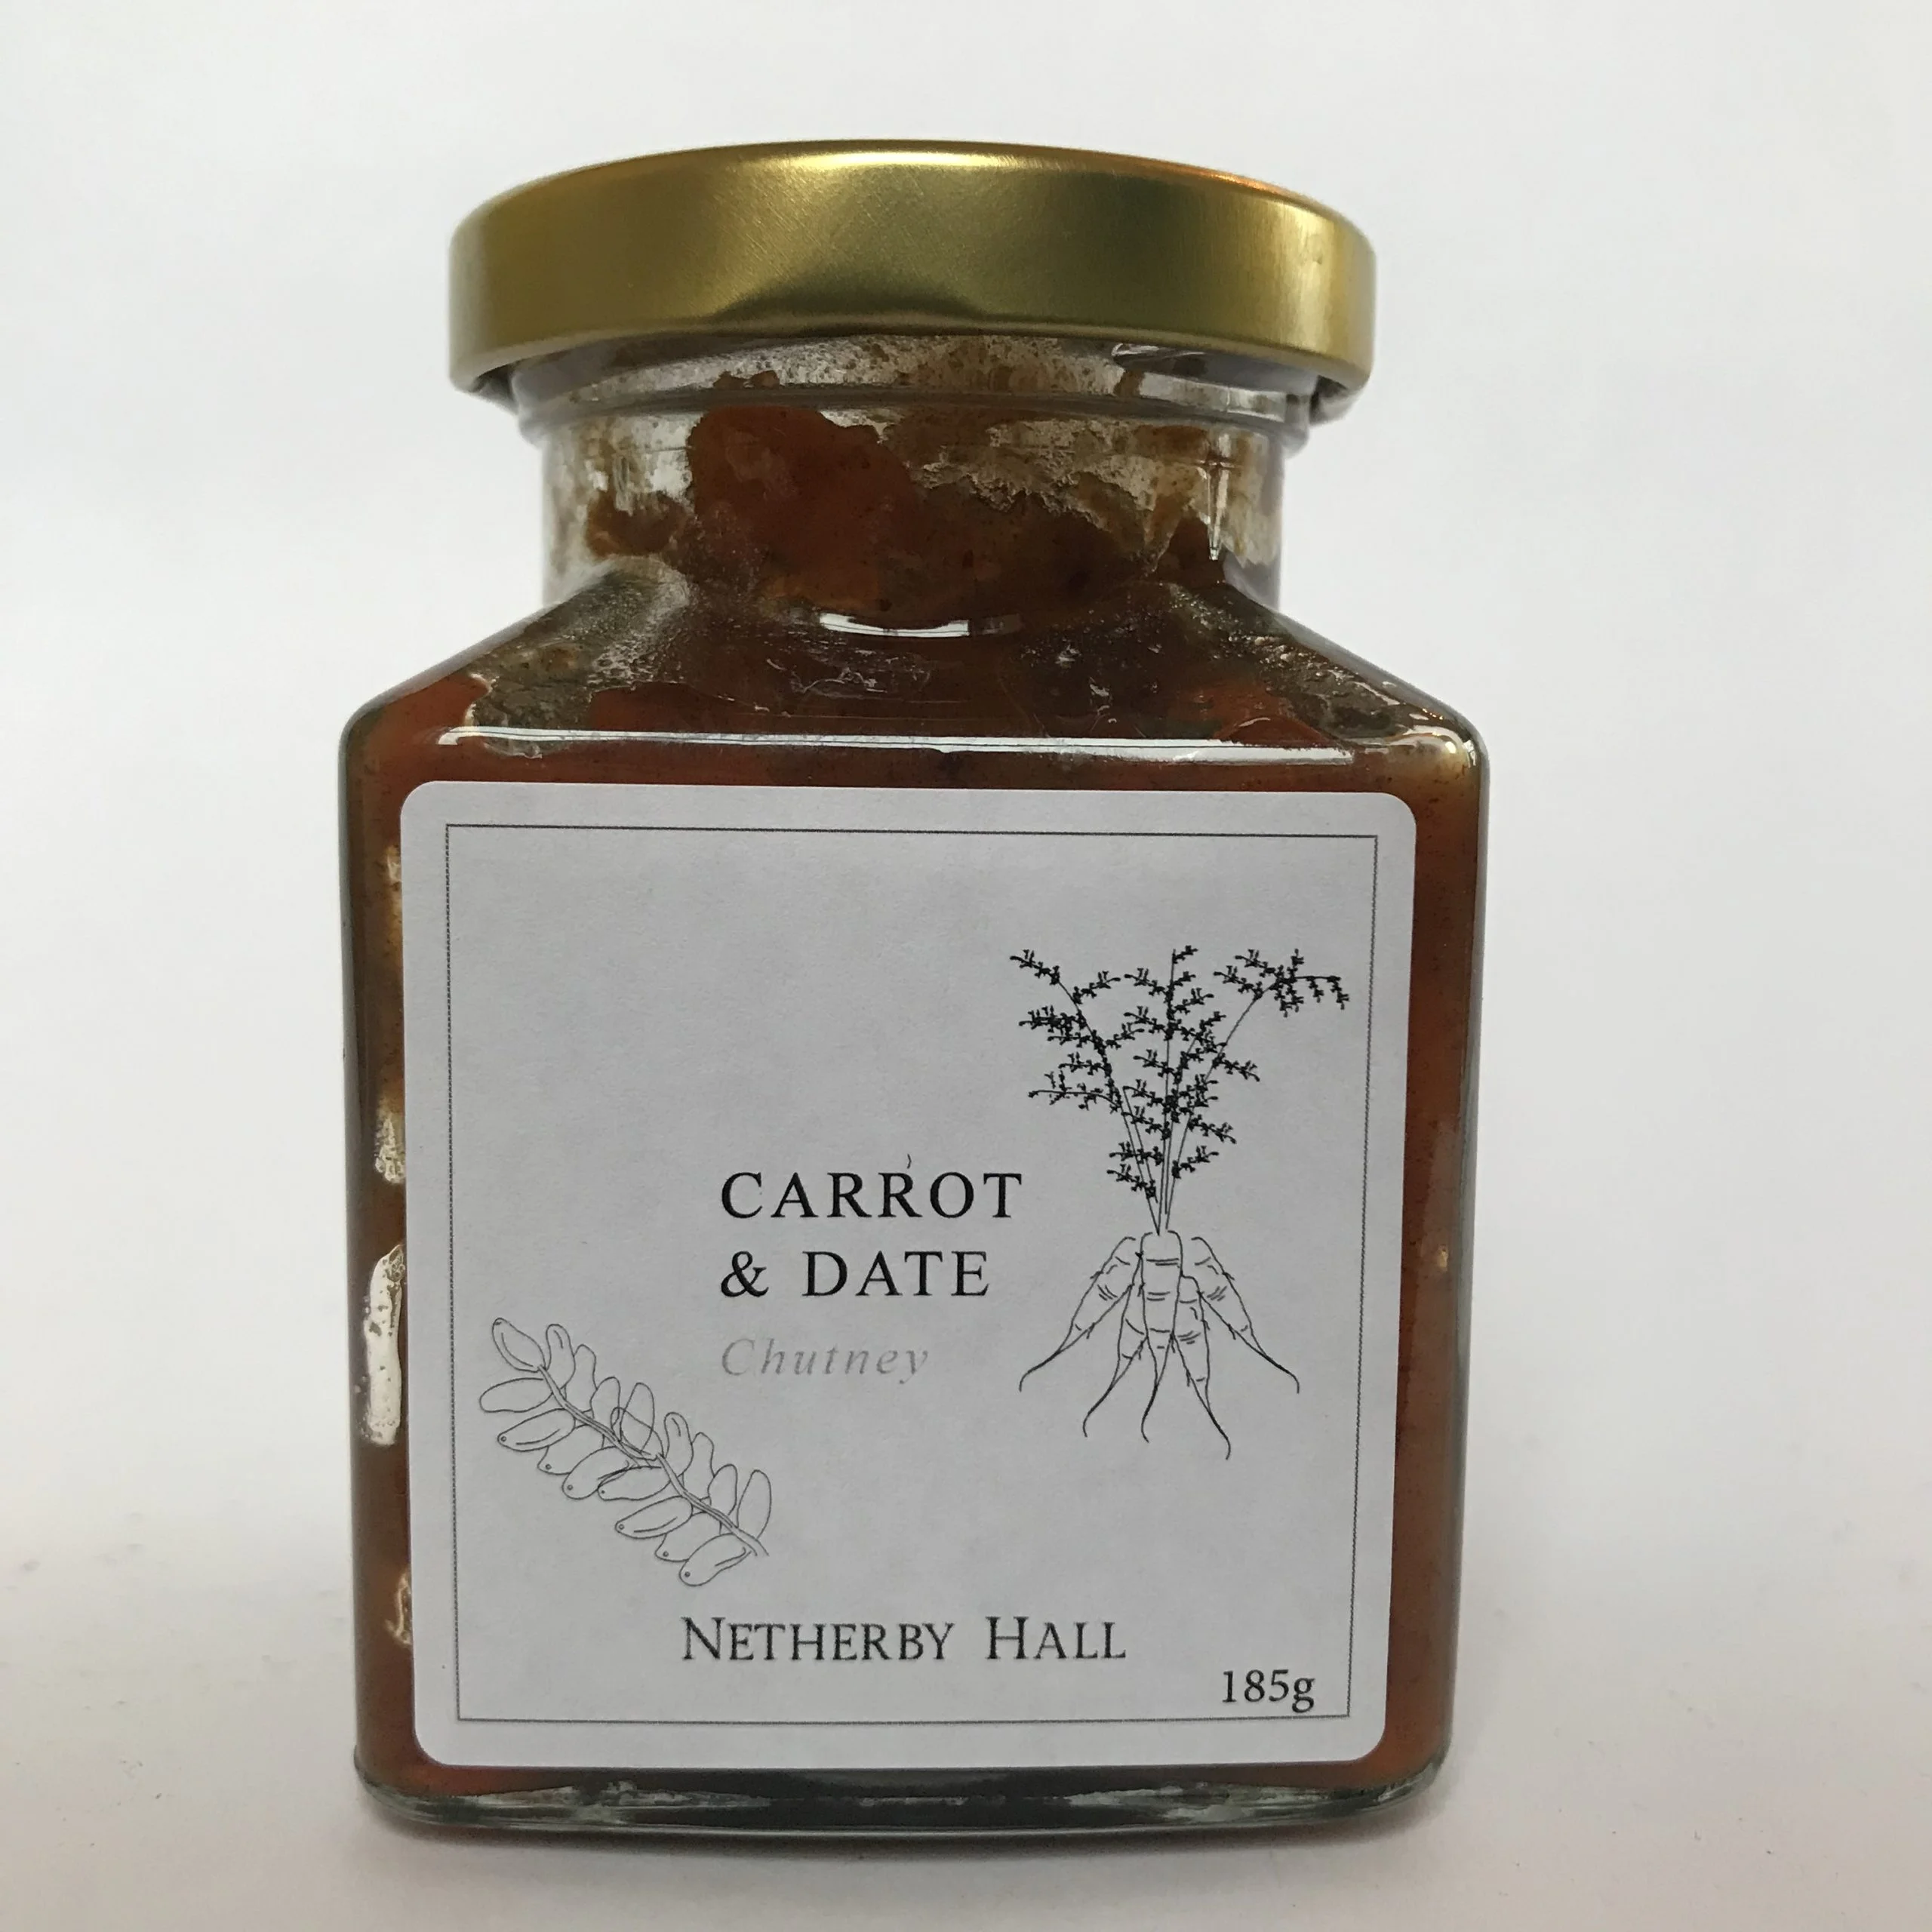 CARROT
& DATE
Chutney
NETHERBY HALL
185g